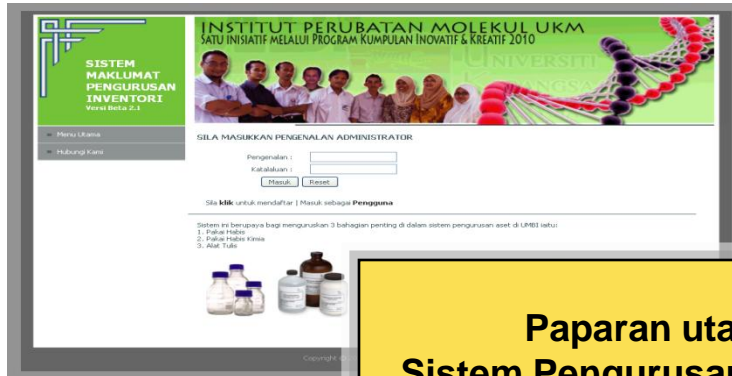 SISTEM
MAKLUMAT
PENGURUSAN
INVENTORI
Versi Beta 2.1
Menu Utama
Hubungi Kami
INSTITUT PERUBATAN MOLEKUL UKM
SATU INISIATIF MELALUI PROGRAM KUMPULAN INOVATIF & KREATIF 2010
UNIVERSITI
BANGSA
SILA MASUKKAN PENGENALAN ADMINISTRATOR
Pengenalan :
Katalaluan :
Masuk Reset
Sila klik untuk mendaftar | Masuk sebagai Pengguna
Sistem ini berupaya bagi menguruskan 3 bahagian penting di dalam sistem pengurusan aset di UMBI iaitu:
1. Pakai Habis
2. Pakai Habis Kimia
3. Alat Tulis
Copyright ©
Paparan uta
Sistem Pengurusan